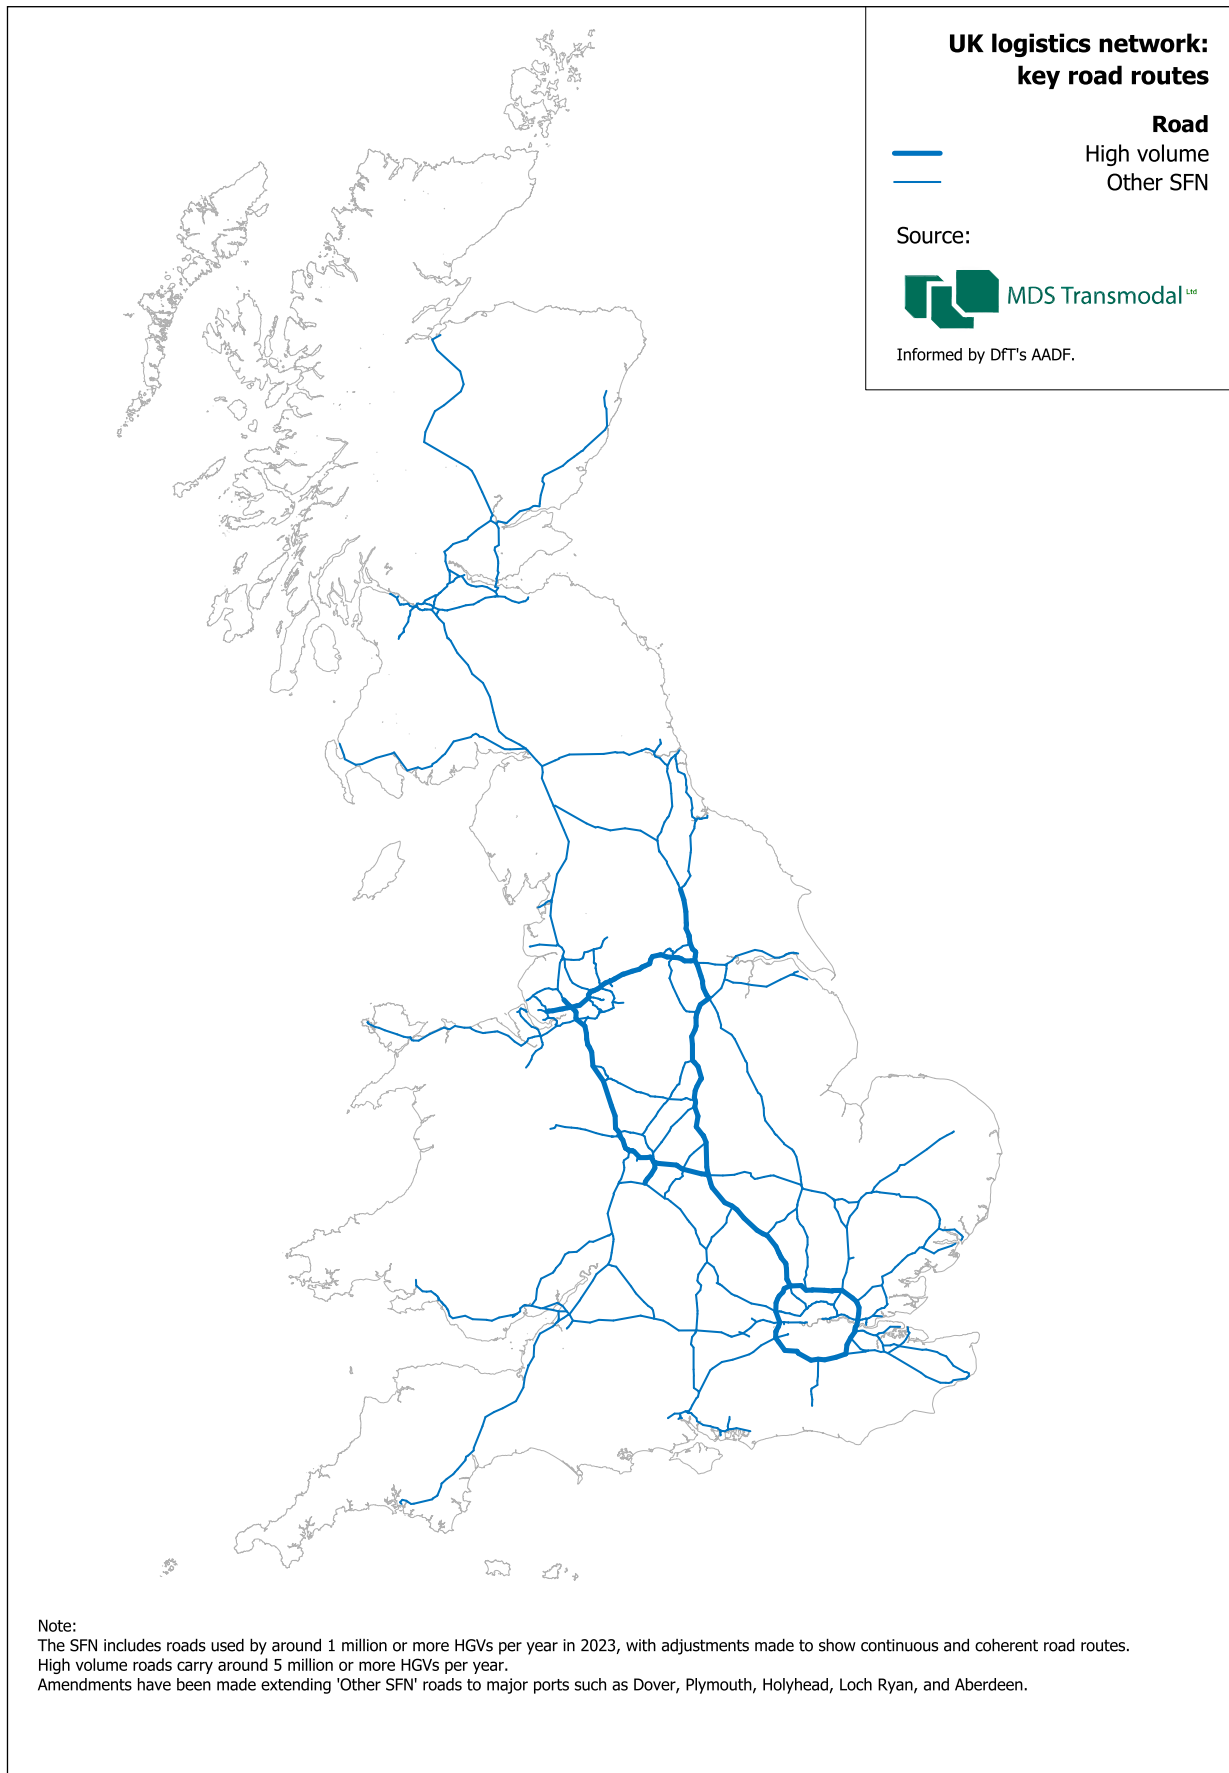 UK logistics network:
key road routes
Road
High volume
Other SFN
Source:
MDS Transmodal Ltd
Informed by DfT's AADF.
Note:
The SFN includes roads used by around 1 million or more HGVs per year in 2023, with adjustments made to show continuous and coherent road routes.
High volume roads carry around 5 million or more HGVs per year.
Amendments have been made extending 'Other SFN' roads to major ports such as Dover, Plymouth, Holyhead, Loch Ryan, and Aberdeen.